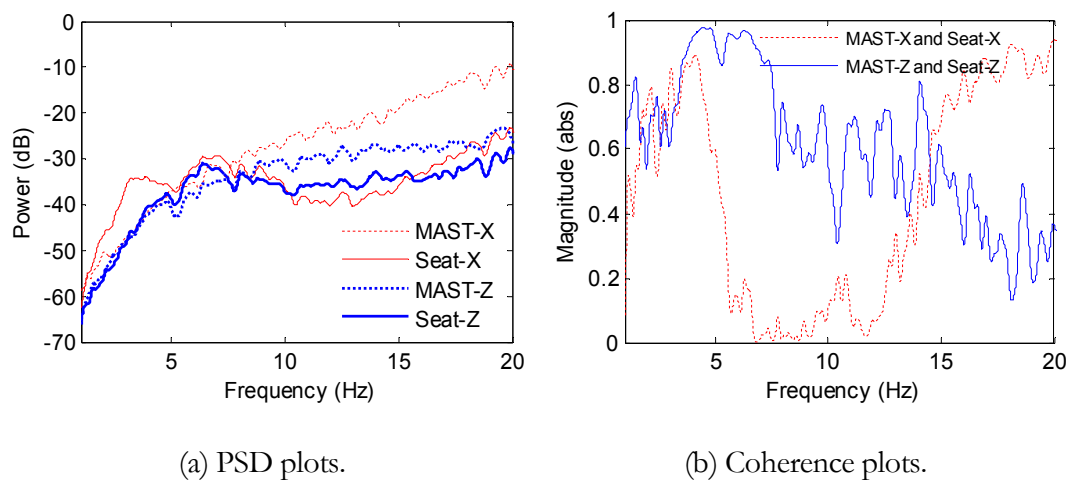 0
-10
-20
-30
-40
-50
-60
-70
5
10
15
20
Power (dB)
Frequency (Hz)
MAST-X
Seat-X
MAST-Z
Seat-Z
1
0.8
0.6
0.4
0.2
0
5
10
15
20
Magnitude (abs)
Frequency (Hz)
MAST-X and Seat-X
MAST-Z and Seat-Z
(a) PSD plots.
(b) Coherence plots.